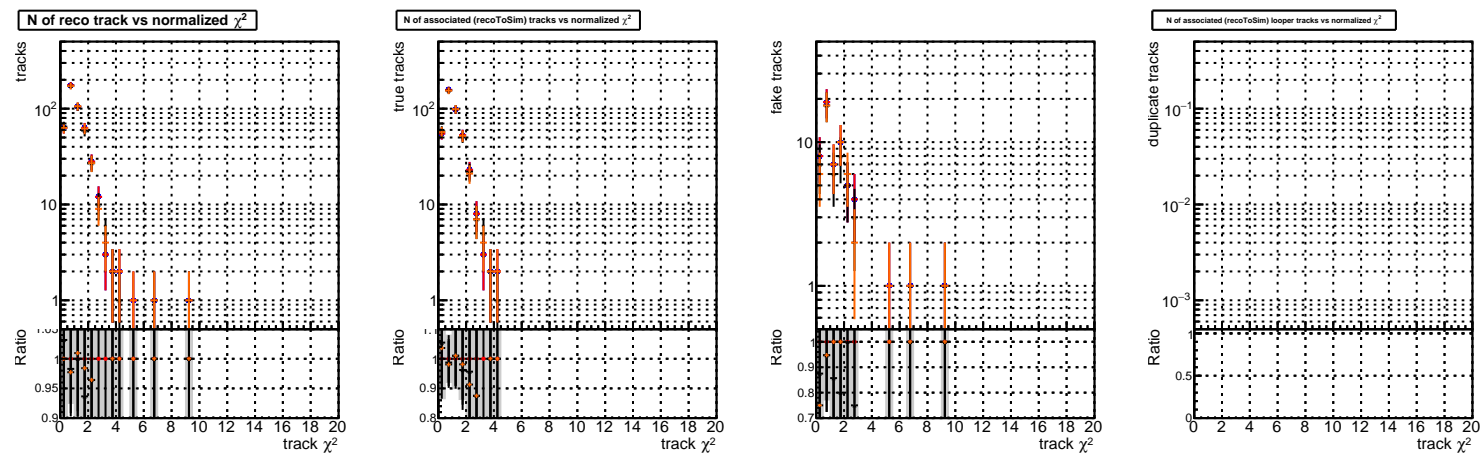 N of reco track vs normalized χ²
tracks
10²
10
1
Ratio
1.05
1
0.95
0.9
0 2 4 6 8 10 12 14 16 18 20
track χ²
N of associated (recoToSim) tracks vs normalized χ²
true tracks
10²
10
1
Ratio
1.1
1
0.9
0.8
0 2 4 6 8 10 12 14 16 18 20
track χ²
fake tracks
10
1
Ratio
1
0.9
0.8
0.7
0 2 4 6 8 10 12 14 16 18 20
track χ²
N of associated (recoToSim) looper tracks vs normalized χ²
duplicate tracks
10⁻¹
10⁻²
10⁻³
Ratio
1
0.5
0
0 2 4 6 8 10 12 14 16 18 20
track χ²